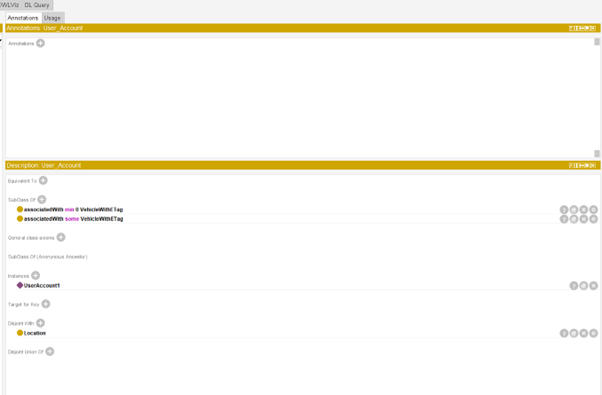 OWLViz DL Query
Annotations Usage
Annotations: User_Account
Annotations
Description: User_Account
Equivalent To
SubClass Of
associatedWith min 0 VehicleWithETag
associatedWith some VehicleWithETag
General class axioms
SubClass Of (Anonymous Ancestor)
Instances
UserAccount1
Target for Key
Disjoint With
Location
Disjoint Union Of